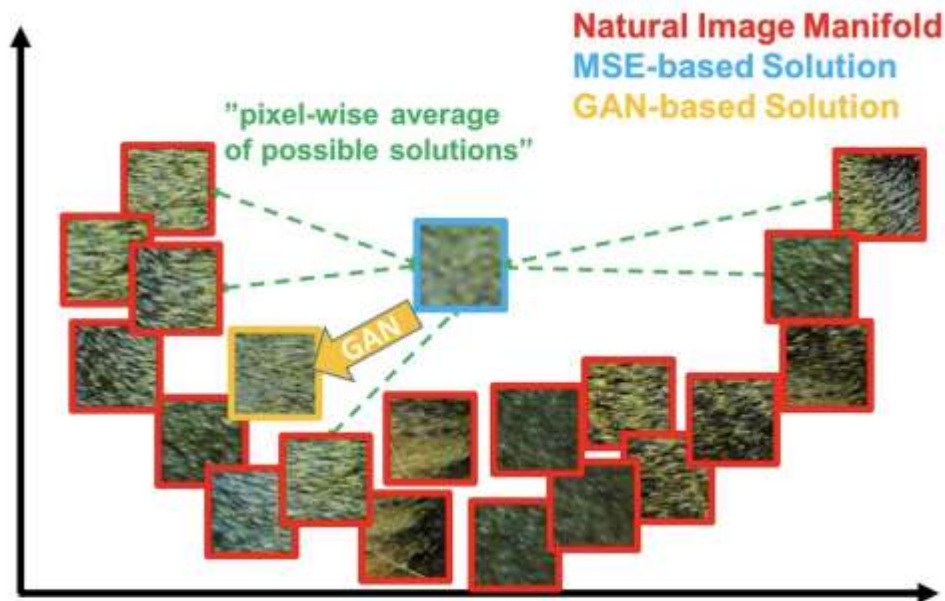 Natural Image Manifold
MSE-based Solution
GAN-based Solution
”pixel-wise average
of possible solutions”
GAN